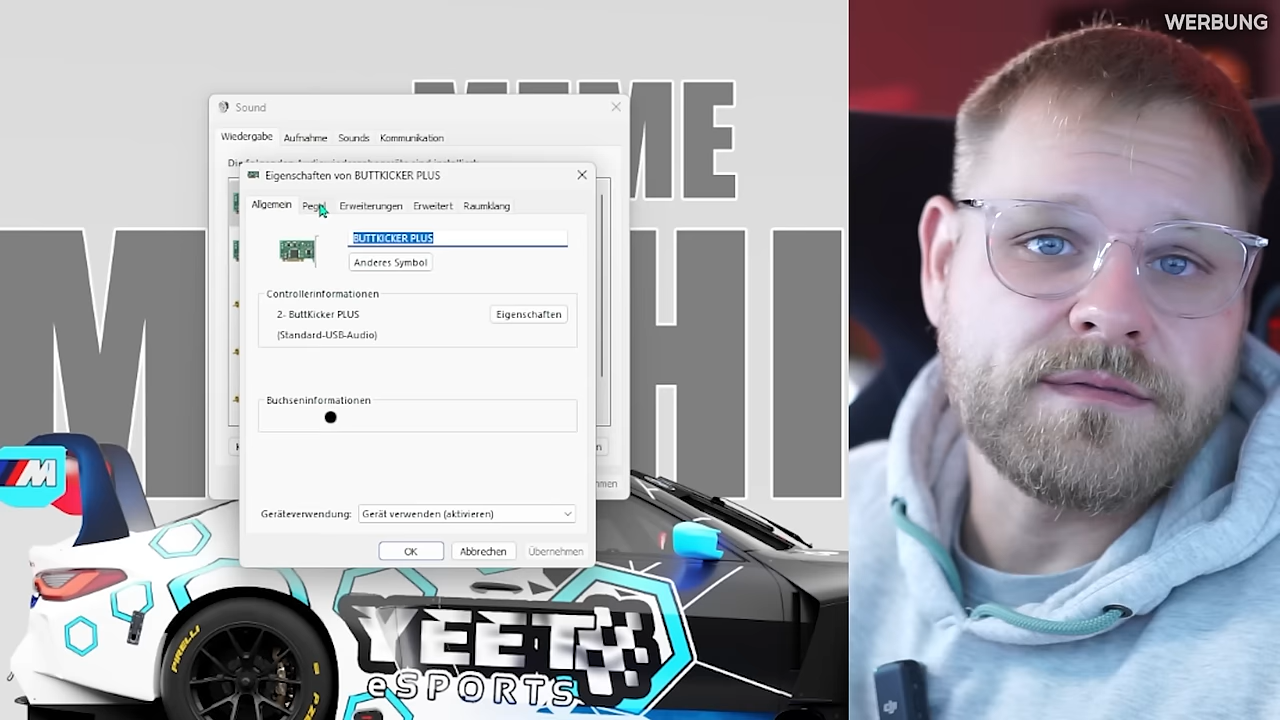 WERBUNG
Sound
Wiedergabe Aufnahme Sounds Kommunikation
Eigenschaften von BUTTKICKER PLUS
Allgemein Erweiterungen Erweitert Raumklang
BUTTKICKER PLUS
Anderes Symbol
Controllerinformationen
2- ButtKicker PLUS
Eigenschaften
(Standard-USB-Audio)
Buchseninformationen
Geräteverwendung: Gerät verwenden (aktivieren)
OK Abbrechen Übernehmen
M
PIRELLI
YEET
eSPORTS